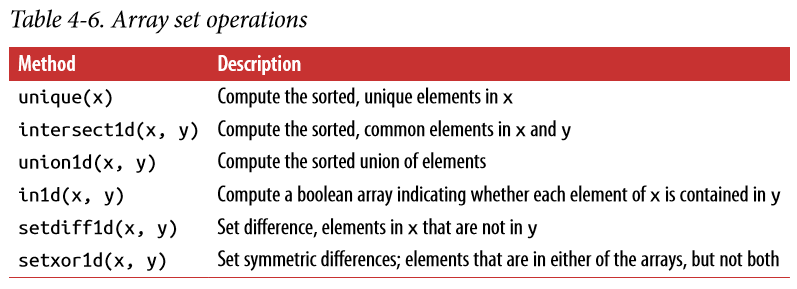 Table 4-6. Array set operations
Method Description
unique(x) Compute the sorted, unique elements in x
intersect1d(x, y) Compute the sorted, common elements in x and y
union1d(x, y) Compute the sorted union of elements
in1d(x, y) Compute a boolean array indicating whether each element of x is contained in y
setdiff1d(x, y) Set difference, elements in x that are not in y
setxor1d(x, y) Set symmetric differences; elements that are in either of the arrays, but not both